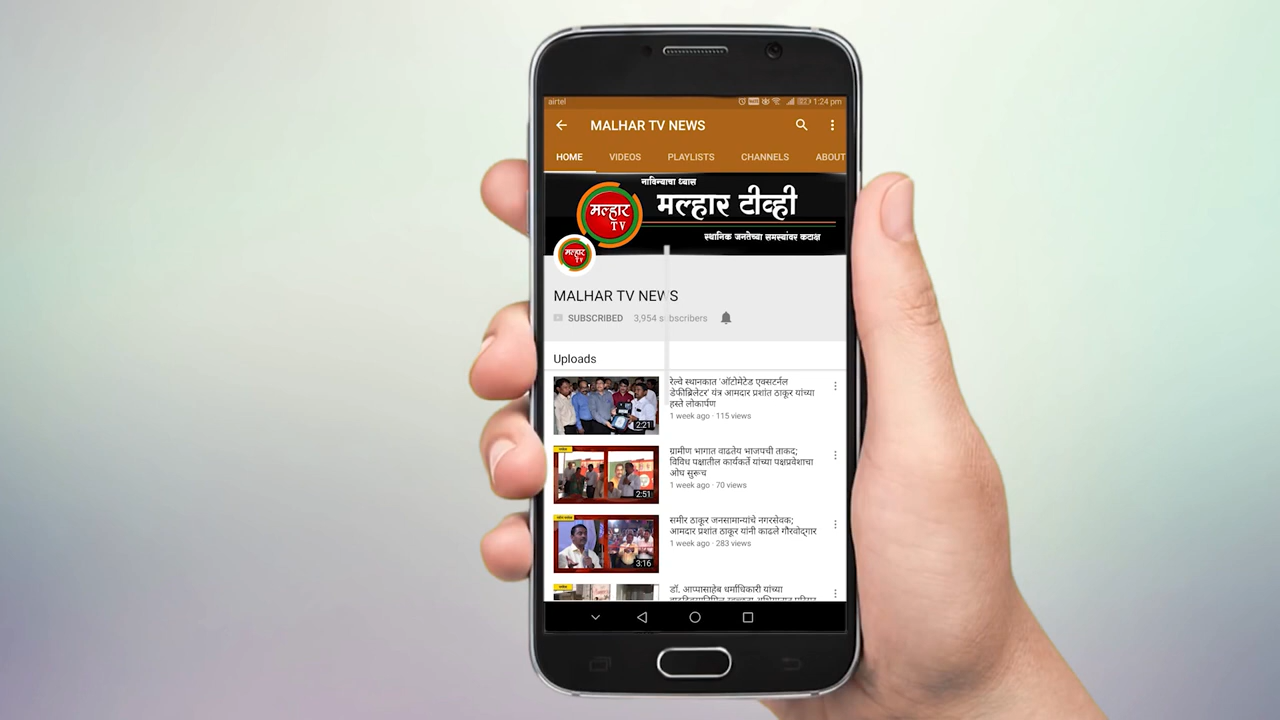 airtel 1:24 pm
MALHAR TV NEWS
HOME VIDEOS PLAYLISTS CHANNELS ABOUT
नाविन्याचा ध्यास
मल्हार टीव्ही
स्थानिक जनतेच्या समस्यांवर कटाक्ष
मल्हार
TV
मल्हार
TV
MALHAR TV NEWS
SUBSCRIBED 3,954 subscribers
Uploads
रेल्वे स्थानकात 'ऑटोमेटेड एक्सटर्नल
डेफीब्रिलेटर' यंत्र आमदार प्रशांत ठाकूर यांच्या
हस्ते लोकार्पण
1 week ago · 115 views
2:21
ग्रामीण भागात वाढतेय भाजपची ताकद;
विविध पक्षातील कार्यकर्ते यांच्या पक्षप्रवेशाचा
ओघ सुरूच
1 week ago · 70 views
2:51
समीर ठाकूर जनसामान्यांचे नगरसेवक;
आमदार प्रशांत ठाकूर यांनी काढले गौरवोद्गार
1 week ago · 283 views
3:16
डॉ. आप्पासाहेब धर्माधिकारी यांच्या